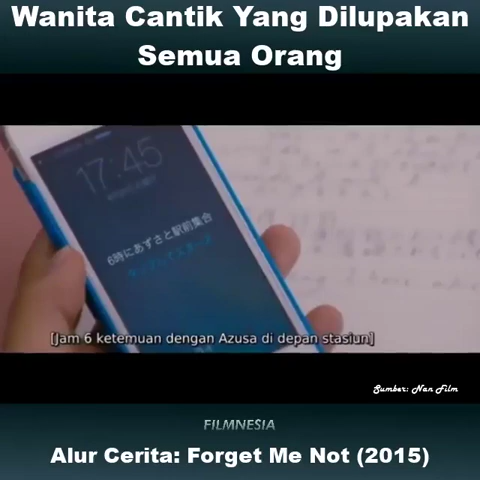 Wanita Cantik Yang Dilupakan
Semua Orang
17:45
6時にあずさと駅前集合
[Jam 6 ketemuan dengan Azusa di depan stasiun]
Sumber: Nan Film
FILMNESIA
Alur Cerita: Forget Me Not (2015)